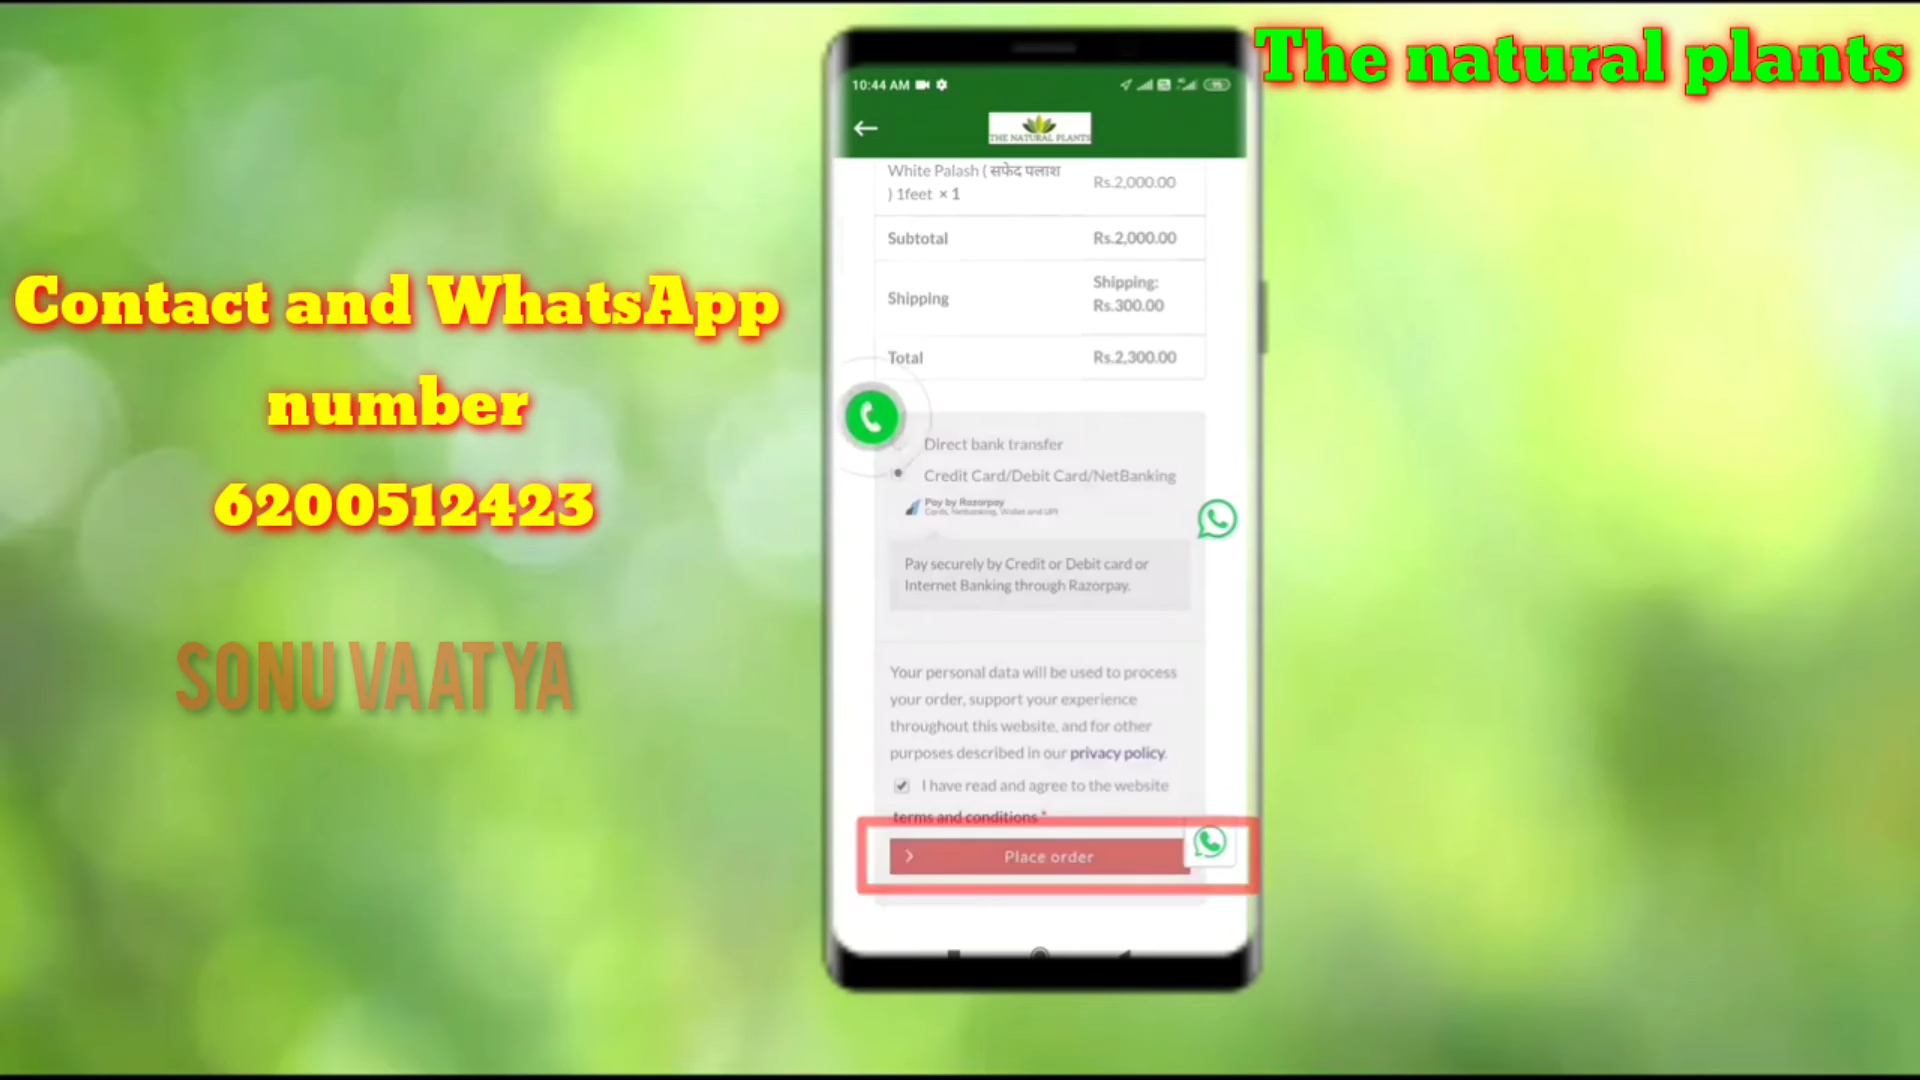 The natural plants
Contact and WhatsApp
number
6200512423
SONU VAATYA
10:44 AM
THE NATURAL PLANTS
White Palash ( सफेद पलाश
) 1feet × 1
Rs.2,000.00
Subtotal
Rs.2,000.00
Shipping
Shipping:
Rs.300.00
Total
Rs.2,300.00
Direct bank transfer
Credit Card/Debit Card/NetBanking
Pay by Razorpay
Cards, Netbanking, Wallet and UPI
Pay securely by Credit or Debit card or
Internet Banking through Razorpay.
Your personal data will be used to process
your order, support your experience
throughout this website, and for other
purposes described in our privacy policy.
I have read and agree to the website
terms and conditions *
Place order